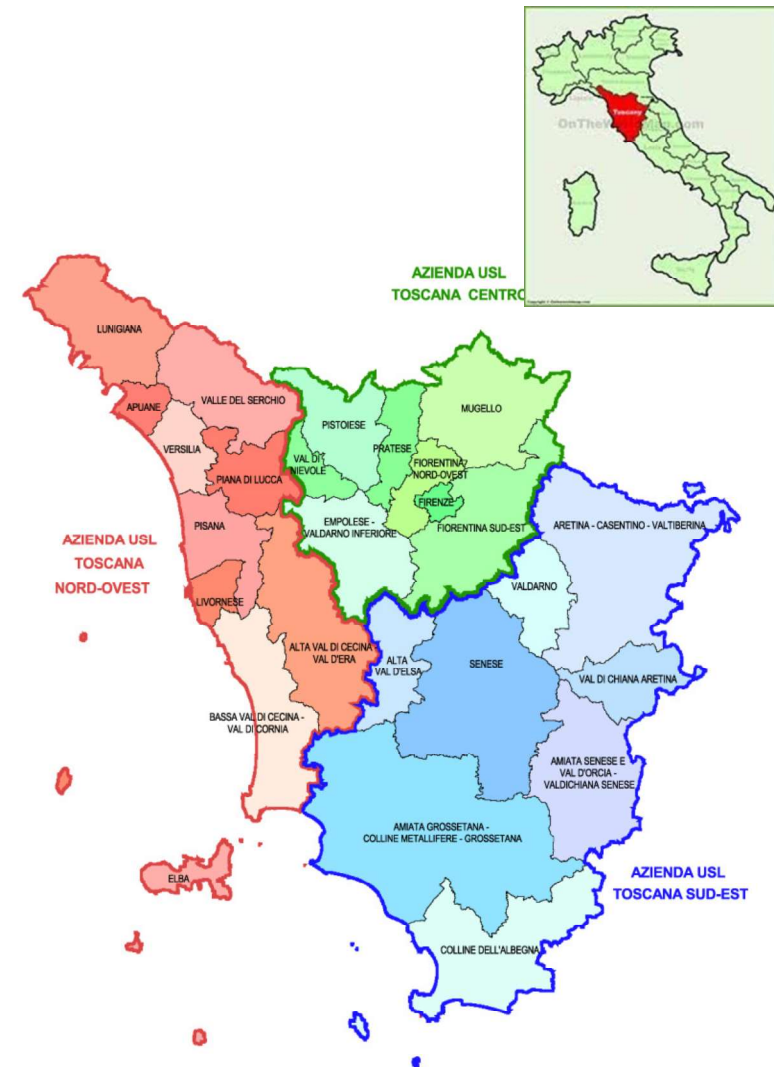 Tuscany
OnTheWorldMap.com
AZIENDA USL
TOSCANA CENTRO
LUNIGIANA
APUANE
VALLE DEL SERCHIO
VERSILIA
PIANA DI LUCCA
PISTOIESE
PRATESE
MUGELLO
VAL DI
NIEVOLE
FIORENTINA
NORD-OVEST
FIRENZE
EMPOLESE -
VALDARNO INFERIORE
FIORENTINA SUD-EST
ARETINA - CASENTINO - VALTIBERINA
PISANA
AZIENDA USL
TOSCANA
NORD-OVEST
LIVORNESE
VALDARNO
ALTA VAL DI CECINA -
VAL D'ERA
ALTA
VAL D'ELSA
SENESE
VAL DI CHIANA ARETINA
BASSA VAL DI CECINA -
VAL DI CORNIA
AMIATA SENESE E
VAL D'ORCIA -
VALDICHIANA SENESE
AMIATA GROSSETANA -
COLLINE METALLIFERE - GROSSETANA
ELBA
AZIENDA USL
TOSCANA SUD-EST
COLLINE DELL'ALBEGNA